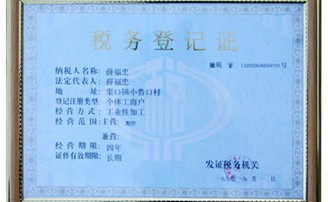 税务登记证
纳税人名称：薛福忠
法定代表人：薛福忠
地　址：渠口镇小鲁口村
登记注册类型：个体工商户
经营方式：工业性加工
经营范围：主营：配件
兼营：
经营期限：四年
证件有效期限：长期
发证税务机关